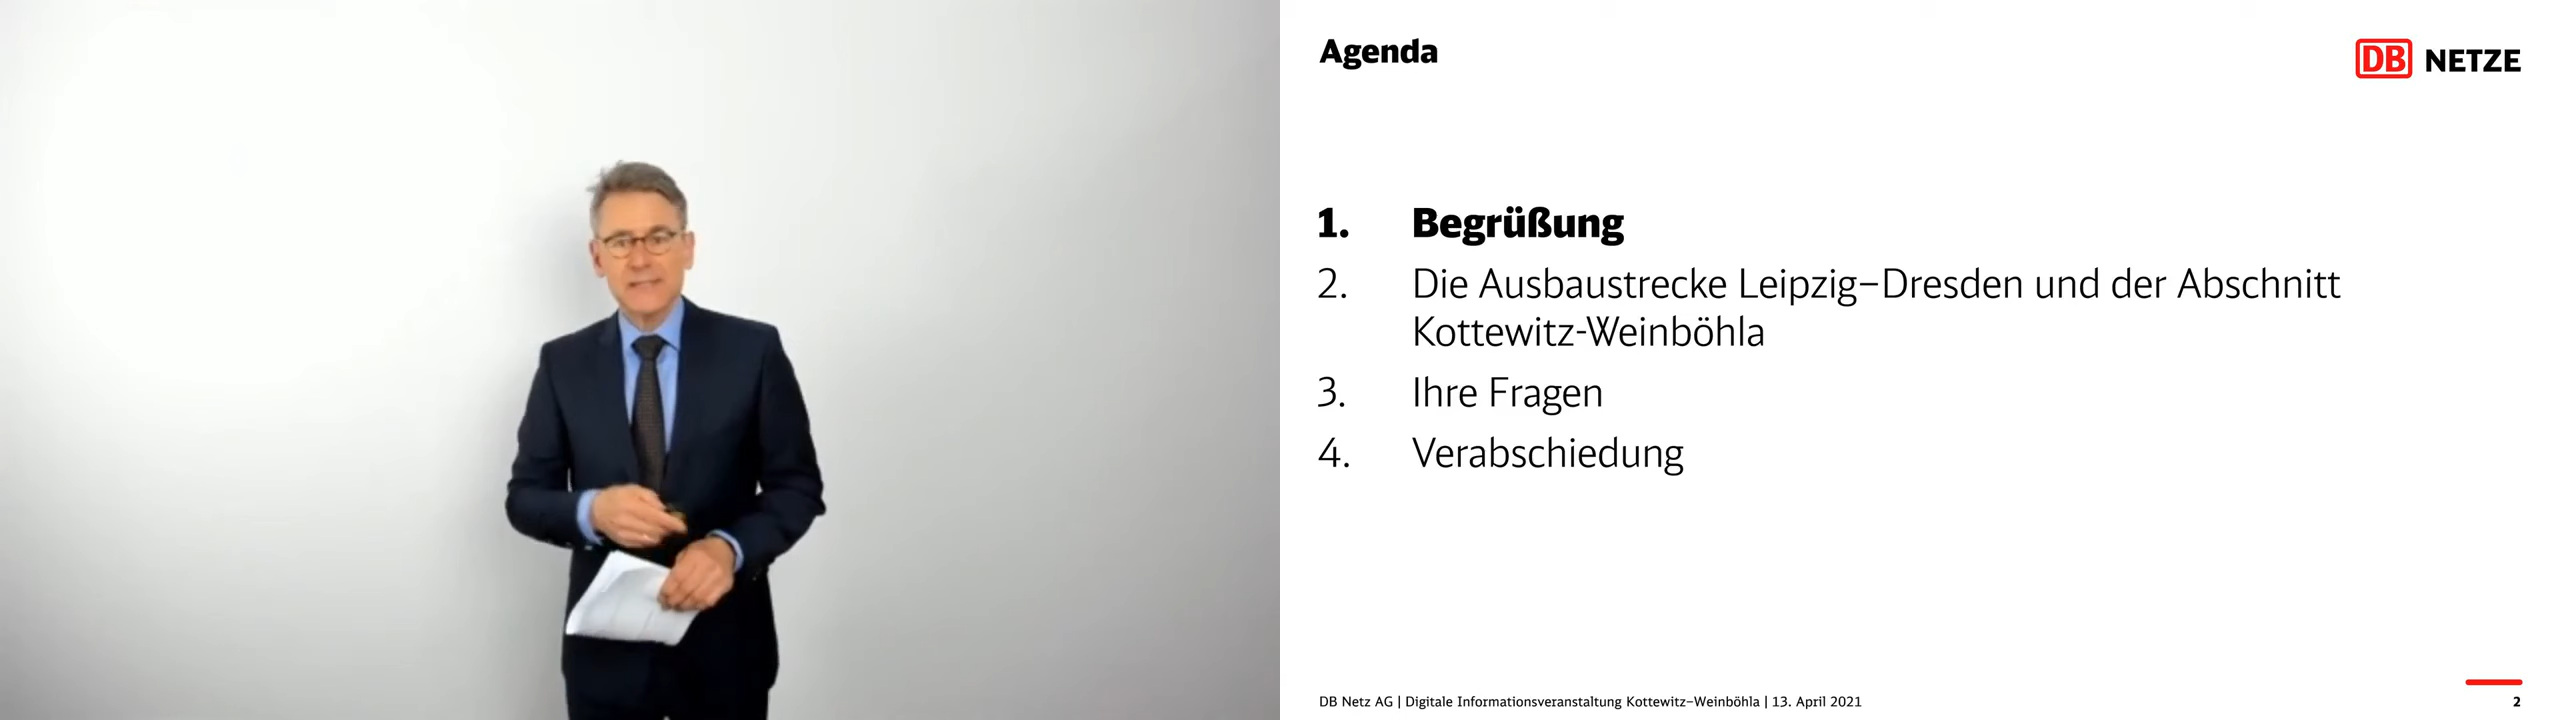 Agenda
DB NETZE
1. Begrüßung
2. Die Ausbaustrecke Leipzig–Dresden und der Abschnitt
Kottewitz-Weinböhla
3. Ihre Fragen
4. Verabschiedung
DB Netz AG | Digitale Informationsveranstaltung Kottewitz–Weinböhla | 13. April 2021
2